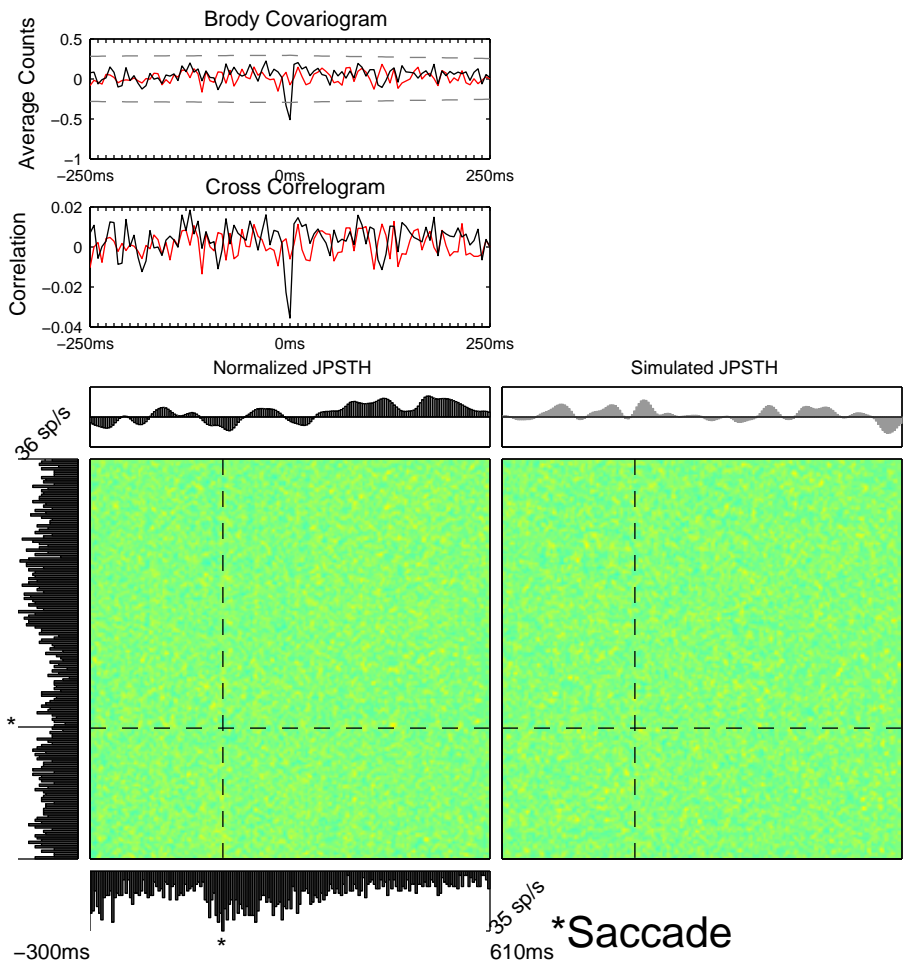 Brody Covariogram
Average Counts
0.5
0
−0.5
−1
−250ms
0ms
250ms
Cross Correlogram
Correlation
0.02
0
−0.02
−0.04
−250ms
0ms
250ms
Normalized JPSTH
Simulated JPSTH
36 sp/s
*
35 sp/s
*
*Saccade
−300ms
610ms